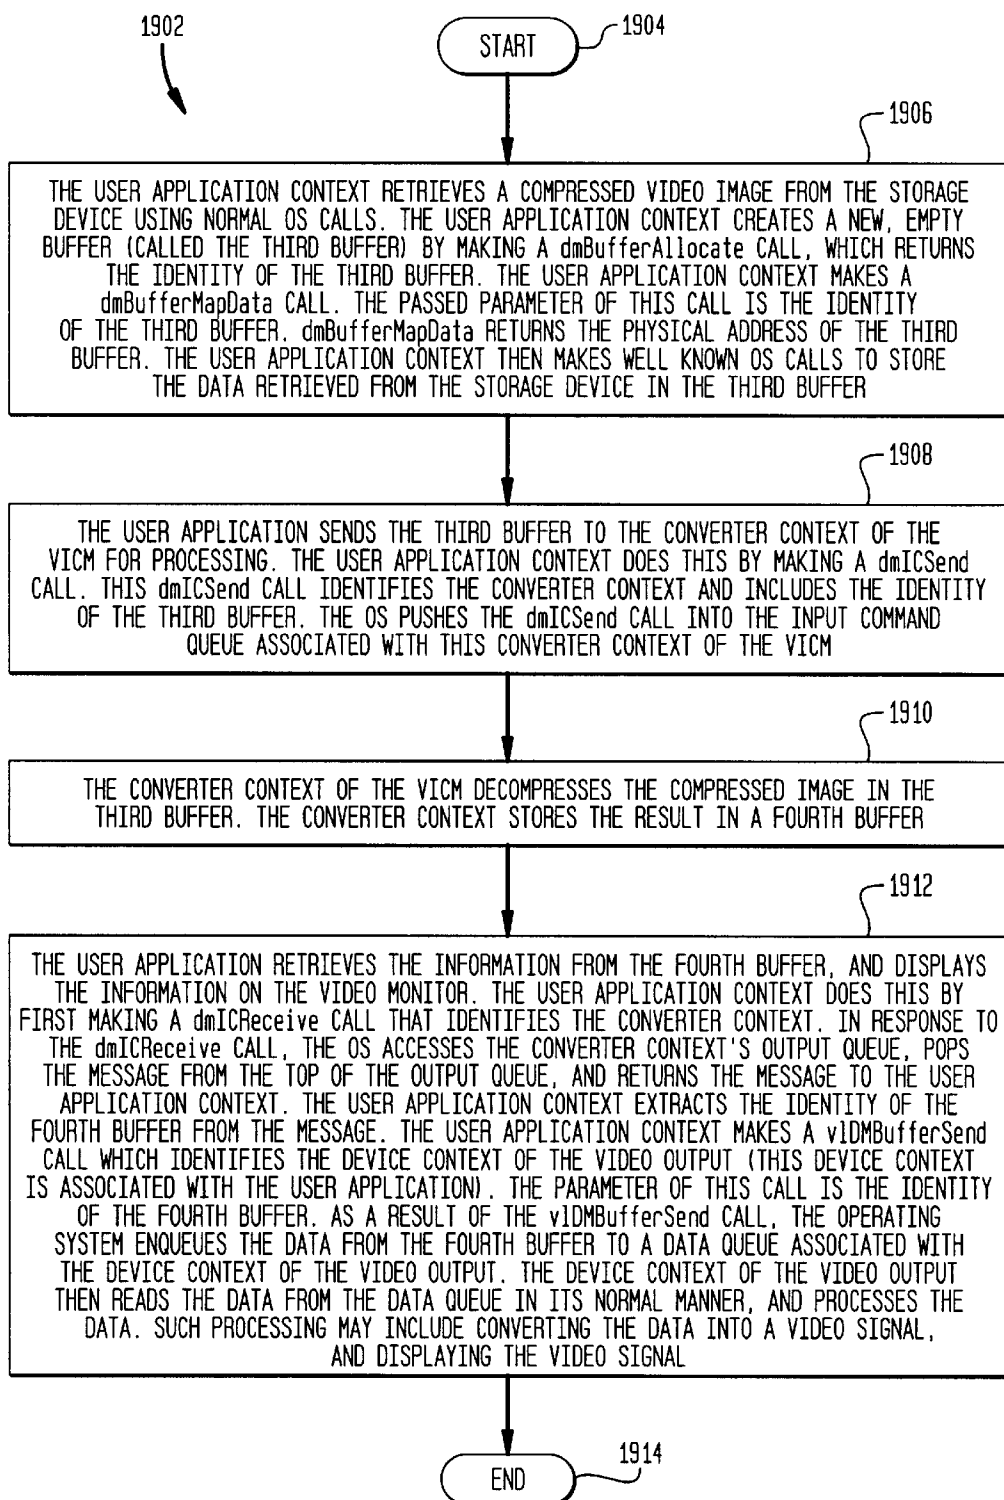 1902
START
1904
1906
THE USER APPLICATION CONTEXT RETRIEVES A COMPRESSED VIDEO IMAGE FROM THE STORAGE
DEVICE USING NORMAL OS CALLS. THE USER APPLICATION CONTEXT CREATES A NEW, EMPTY
BUFFER (CALLED THE THIRD BUFFER) BY MAKING A dmBufferAllocate CALL, WHICH RETURNS
THE IDENTITY OF THE THIRD BUFFER. THE USER APPLICATION CONTEXT MAKES A
dmBufferMapData CALL. THE PASSED PARAMETER OF THIS CALL IS THE IDENTITY
OF THE THIRD BUFFER. dmBufferMapData RETURNS THE PHYSICAL ADDRESS OF THE THIRD
BUFFER. THE USER APPLICATION CONTEXT THEN MAKES WELL KNOWN OS CALLS TO STORE
THE DATA RETRIEVED FROM THE STORAGE DEVICE IN THE THIRD BUFFER
1908
THE USER APPLICATION SENDS THE THIRD BUFFER TO THE CONVERTER CONTEXT OF THE
VICM FOR PROCESSING. THE USER APPLICATION CONTEXT DOES THIS BY MAKING A dmICSend
CALL. THIS dmICSend CALL IDENTIFIES THE CONVERTER CONTEXT AND INCLUDES THE IDENTITY
OF THE THIRD BUFFER. THE OS PUSHES THE dmICSend CALL INTO THE INPUT COMMAND
QUEUE ASSOCIATED WITH THIS CONVERTER CONTEXT OF THE VICM
1910
THE CONVERTER CONTEXT OF THE VICM DECOMPRESSES THE COMPRESSED IMAGE IN THE
THIRD BUFFER. THE CONVERTER CONTEXT STORES THE RESULT IN A FOURTH BUFFER
1912
THE USER APPLICATION RETRIEVES THE INFORMATION FROM THE FOURTH BUFFER, AND DISPLAYS
THE INFORMATION ON THE VIDEO MONITOR. THE USER APPLICATION CONTEXT DOES THIS BY
FIRST MAKING A dmICReceive CALL THAT IDENTIFIES THE CONVERTER CONTEXT. IN RESPONSE TO
THE dmICReceive CALL, THE OS ACCESSES THE CONVERTER CONTEXT'S OUTPUT QUEUE, POPS
THE MESSAGE FROM THE TOP OF THE OUTPUT QUEUE, AND RETURNS THE MESSAGE TO THE USER
APPLICATION CONTEXT. THE USER APPLICATION CONTEXT EXTRACTS THE IDENTITY OF THE
FOURTH BUFFER FROM THE MESSAGE. THE USER APPLICATION CONTEXT MAKES A vlDMBufferSend
CALL WHICH IDENTIFIES THE DEVICE CONTEXT OF THE VIDEO OUTPUT (THIS DEVICE CONTEXT
IS ASSOCIATED WITH THE USER APPLICATION). THE PARAMETER OF THIS CALL IS THE IDENTITY
OF THE FOURTH BUFFER. AS A RESULT OF THE vlDMBufferSend CALL, THE OPERATING
SYSTEM ENQUEUES THE DATA FROM THE FOURTH BUFFER TO A DATA QUEUE ASSOCIATED WITH
THE DEVICE CONTEXT OF THE VIDEO OUTPUT. THE DEVICE CONTEXT OF THE VIDEO OUTPUT
THEN READS THE DATA FROM THE DATA QUEUE IN ITS NORMAL MANNER, AND PROCESSES THE
DATA. SUCH PROCESSING MAY INCLUDE CONVERTING THE DATA INTO A VIDEO SIGNAL,
AND DISPLAYING THE VIDEO SIGNAL
1914
END